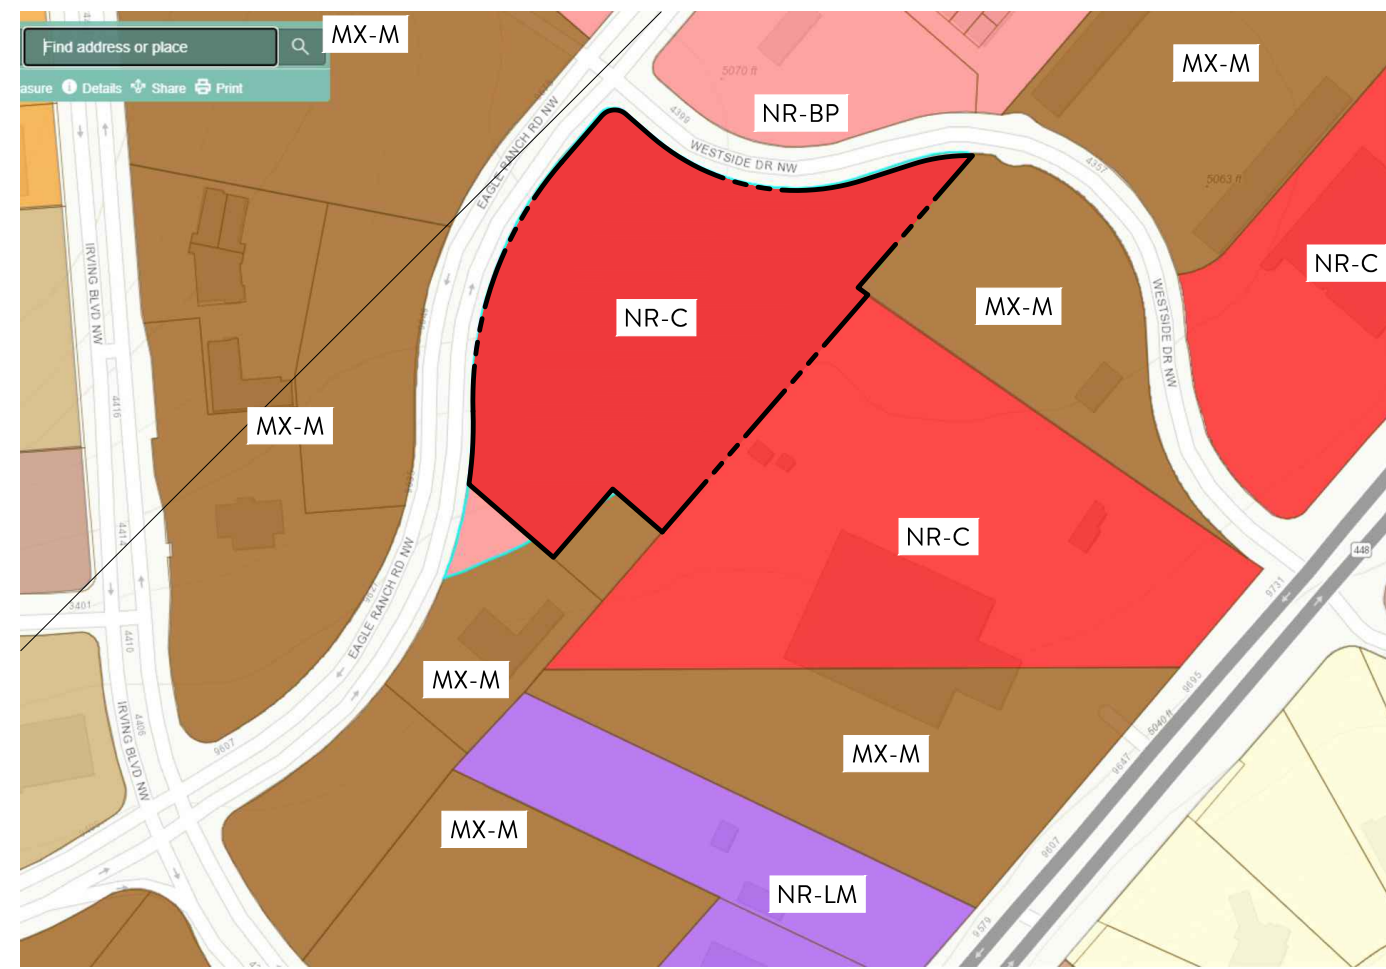 MX-M
Find address or place
asure Details Share Print
MX-M
5070 ft
NR-BP
4399
WESTSIDE DR NW
EAGLE RANCH RD NW
4357
5063 ft
IRVING BLVD NW
NR-C
MX-M
NR-C
WESTSIDE DR NW
4416
MX-M
4414
NR-C
448
EAGLE RANCH RD NW
3401
9731
4410
MX-M
9695
IRVING BLVD NW
4406
5040 ft
9607
MX-M
9647
MX-M
9607
NR-LM
9579